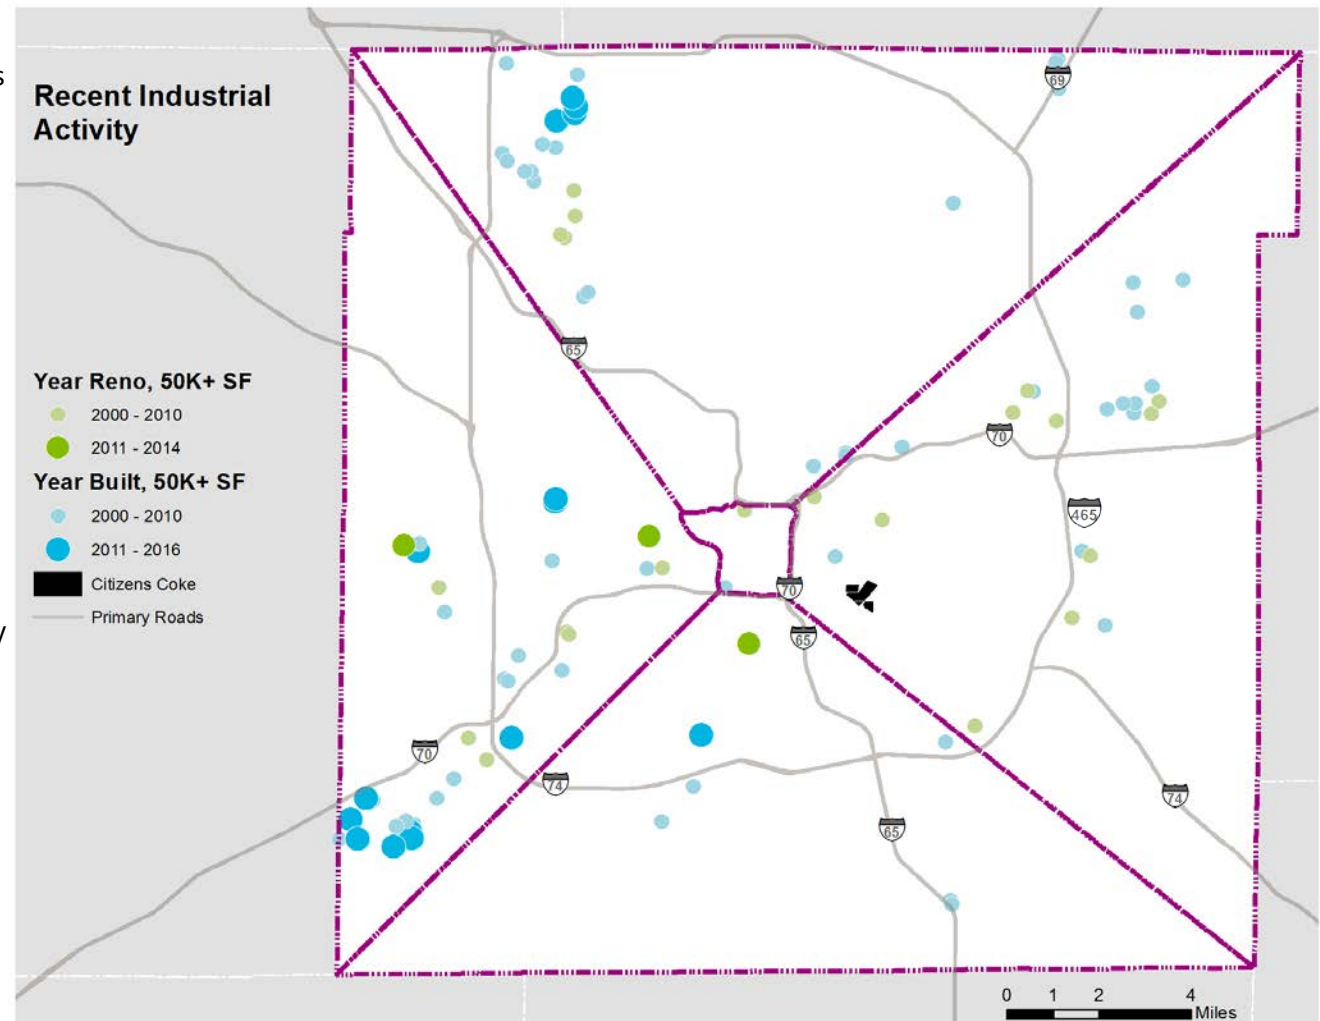 s
Recent Industrial
Activity
69
65
Year Reno, 50K+ SF
2000 - 2010
2011 - 2014
Year Built, 50K+ SF
2000 - 2010
2011 - 2016
Citizens Coke
Primary Roads
70
465
70
65
y
70
74
74
65
0 1 2 4
Miles